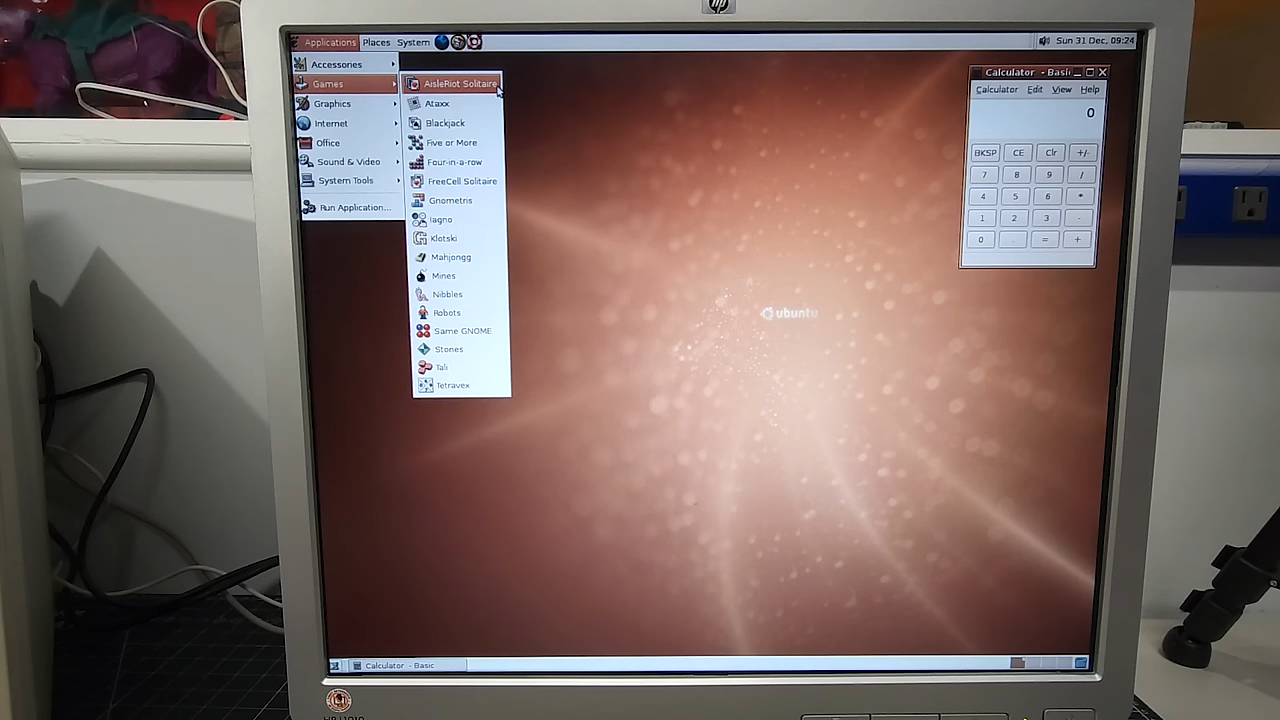 hp
Applications Places System Sun 31 Dec, 09:24
Accessories
Games
Graphics
Internet
Office
Sound & Video
System Tools
Run Application...
AisleRiot Solitaire
Ataxx
Blackjack
Five or More
Four-in-a-row
FreeCell Solitaire
Gnometris
Iagno
Klotski
Mahjongg
Mines
Nibbles
Robots
Same GNOME
Stones
Tali
Tetravex
Calculator - Basic
Calculator Edit View Help
0
BKSP CE Clr +/-
7 8 9 /
4 5 6 *
1 2 3 -
0 . = +
ubuntu
Calculator - Basic